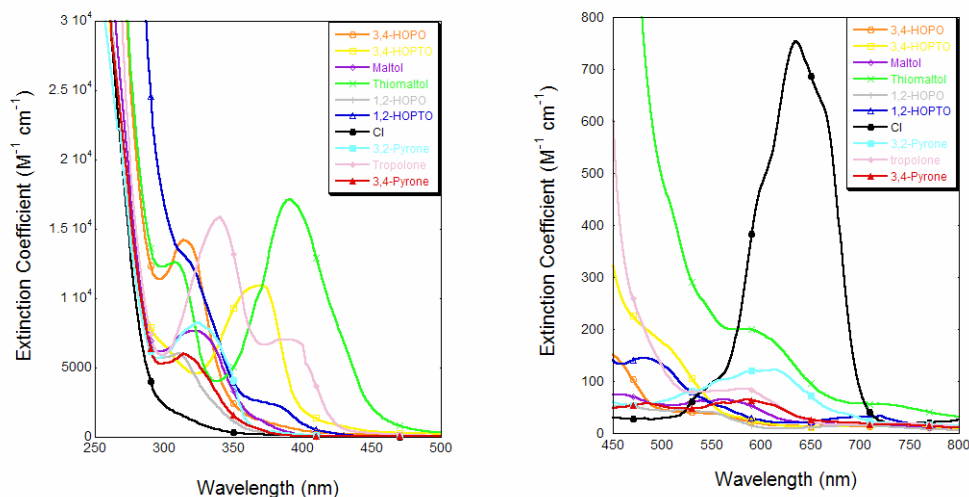 3 10⁴
2.5 10⁴
2 10⁴
1.5 10⁴
1 10⁴
5000
0
Extinction Coefficient (M⁻¹ cm⁻¹)
3,4-HOPO
3,4-HOPTO
Maltol
Thiomaltol
1,2-HOPO
1,2-HOPTO
Cl
3,2-Pyrone
Tropolone
3,4-Pyrone
250 300 350 400 450 500
Wavelength (nm)
800
700
600
500
400
300
200
100
0
Extinction Coefficient (M⁻¹ cm⁻¹)
3,4-HOPO
3,4-HOPTO
Maltol
Thiomaltol
1,2-HOPO
1,2-HOPTO
Cl
3,2-Pyrone
tropolone
3,4-Pyrone
450 500 550 600 650 700 750 800
Wavelength (nm)